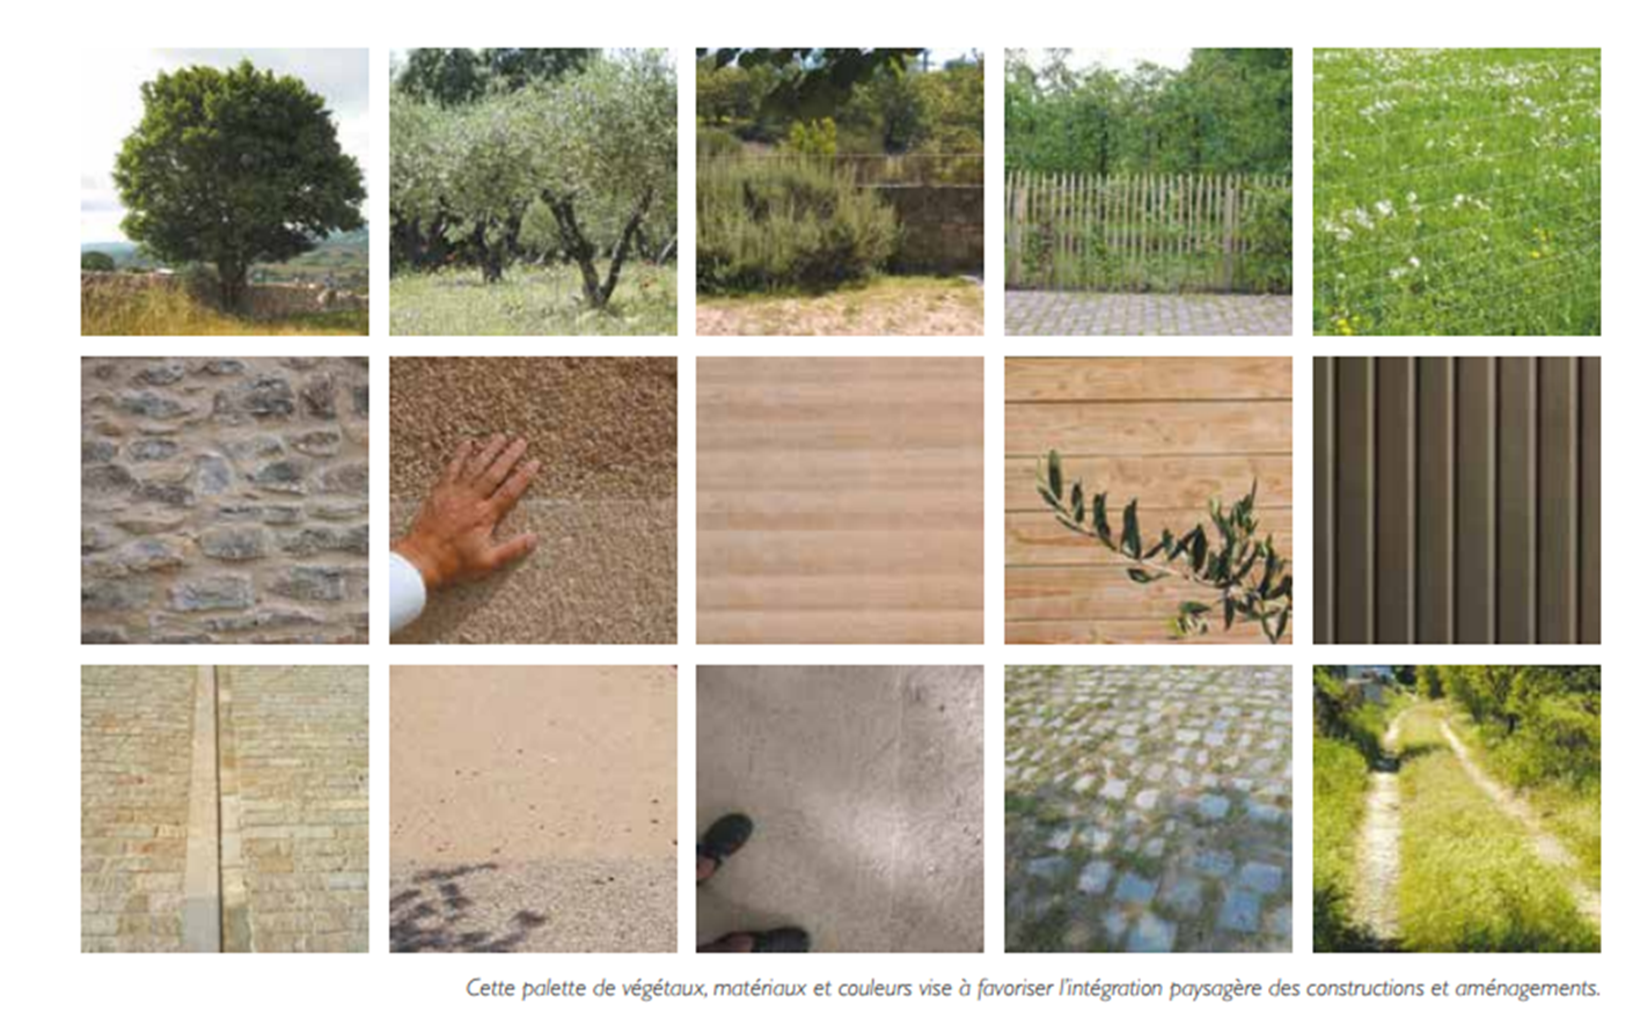 Cette palette de végétaux, matériaux et couleurs vise à favoriser l'intégration paysagère des constructions et aménagements.